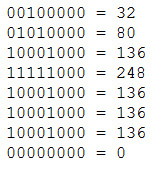 00100000 = 32
01010000 = 80
10001000 = 136
11111000 = 248
10001000 = 136
10001000 = 136
10001000 = 136
00000000 = 0